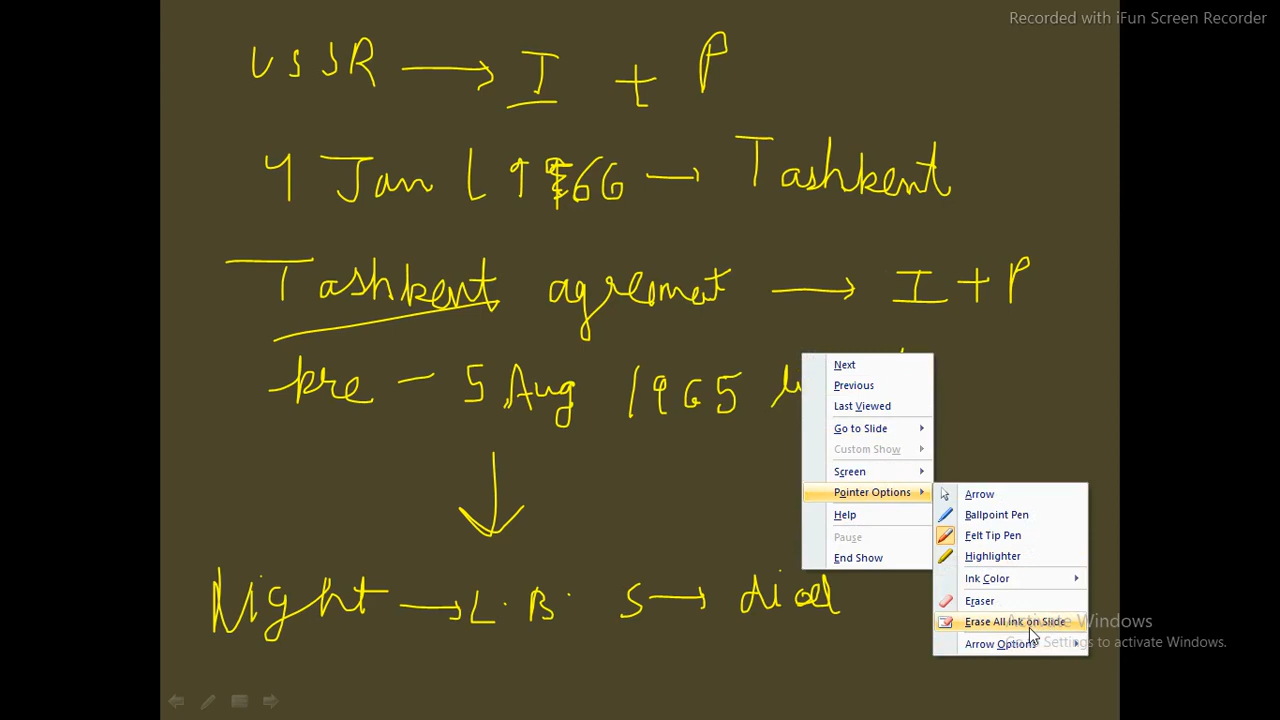 Recorded with iFun Screen Recorder
USSR → I + P
4 Jan 1966 → Tashkent
Tashkent agreement → I + P
pre - 5 Aug 1965
Night → L. B. S → died
Next
Previous
Last Viewed
Go to Slide
Custom Show
Screen
Pointer Options
Help
Pause
End Show
Arrow
Ballpoint Pen
Felt Tip Pen
Highlighter
Ink Color
Eraser
Erase All Ink on Slide
Arrow Options
Activate Windows
Go to Settings to activate Windows.